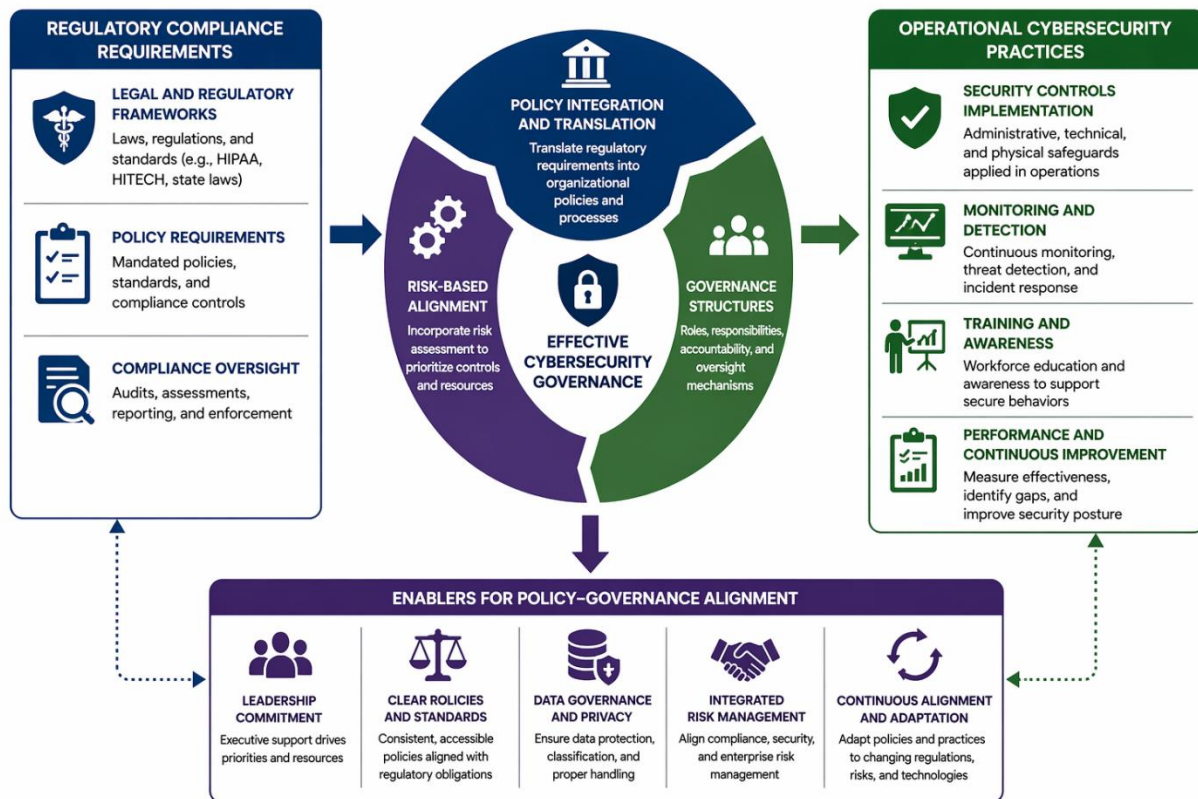 REGULATORY COMPLIANCE
REQUIREMENTS
LEGAL AND REGULATORY
FRAMEWORKS
Laws, regulations, and
standards (e.g., HIPAA,
HITECH, state laws)
POLICY REQUIREMENTS
Mandated policies,
standards, and
compliance controls
COMPLIANCE OVERSIGHT
Audits, assessments,
reporting, and enforcement
POLICY INTEGRATION
AND TRANSLATION
Translate regulatory
requirements into
organizational
policies and
processes
RISK-BASED
ALIGNMENT
Incorporate risk
assessment to
prioritize controls
and resources
EFFECTIVE
CYBERSECURITY
GOVERNANCE
GOVERNANCE
STRUCTURES
Roles, responsibilities,
accountability, and
oversight
mechanisms
OPERATIONAL CYBERSECURITY
PRACTICES
SECURITY CONTROLS
IMPLEMENTATION
Administrative, technical,
and physical safeguards
applied in operations
MONITORING AND
DETECTION
Continuous monitoring,
threat detection, and
incident response
TRAINING AND
AWARENESS
Workforce education and
awareness to support
secure behaviors
PERFORMANCE AND
CONTINUOUS IMPROVEMENT
Measure effectiveness,
identify gaps, and
improve security posture
ENABLERS FOR POLICY–GOVERNANCE ALIGNMENT
LEADERSHIP
COMMITMENT
Executive support drives
priorities and resources
CLEAR ROLICIES
AND STANDARDS
Consistent, accessible
policies aligned with
regulatory obligations
DATA GOVERNANCE
AND PRIVACY
Ensure data protection,
classification, and
proper handling
INTEGRATED
RISK MANAGEMENT
Align compliance, security,
and enterprise risk
management
CONTINUOUS ALIGNMENT
AND ADAPTATION
Adapt policies and practices
to changing regulations,
risks, and technologies